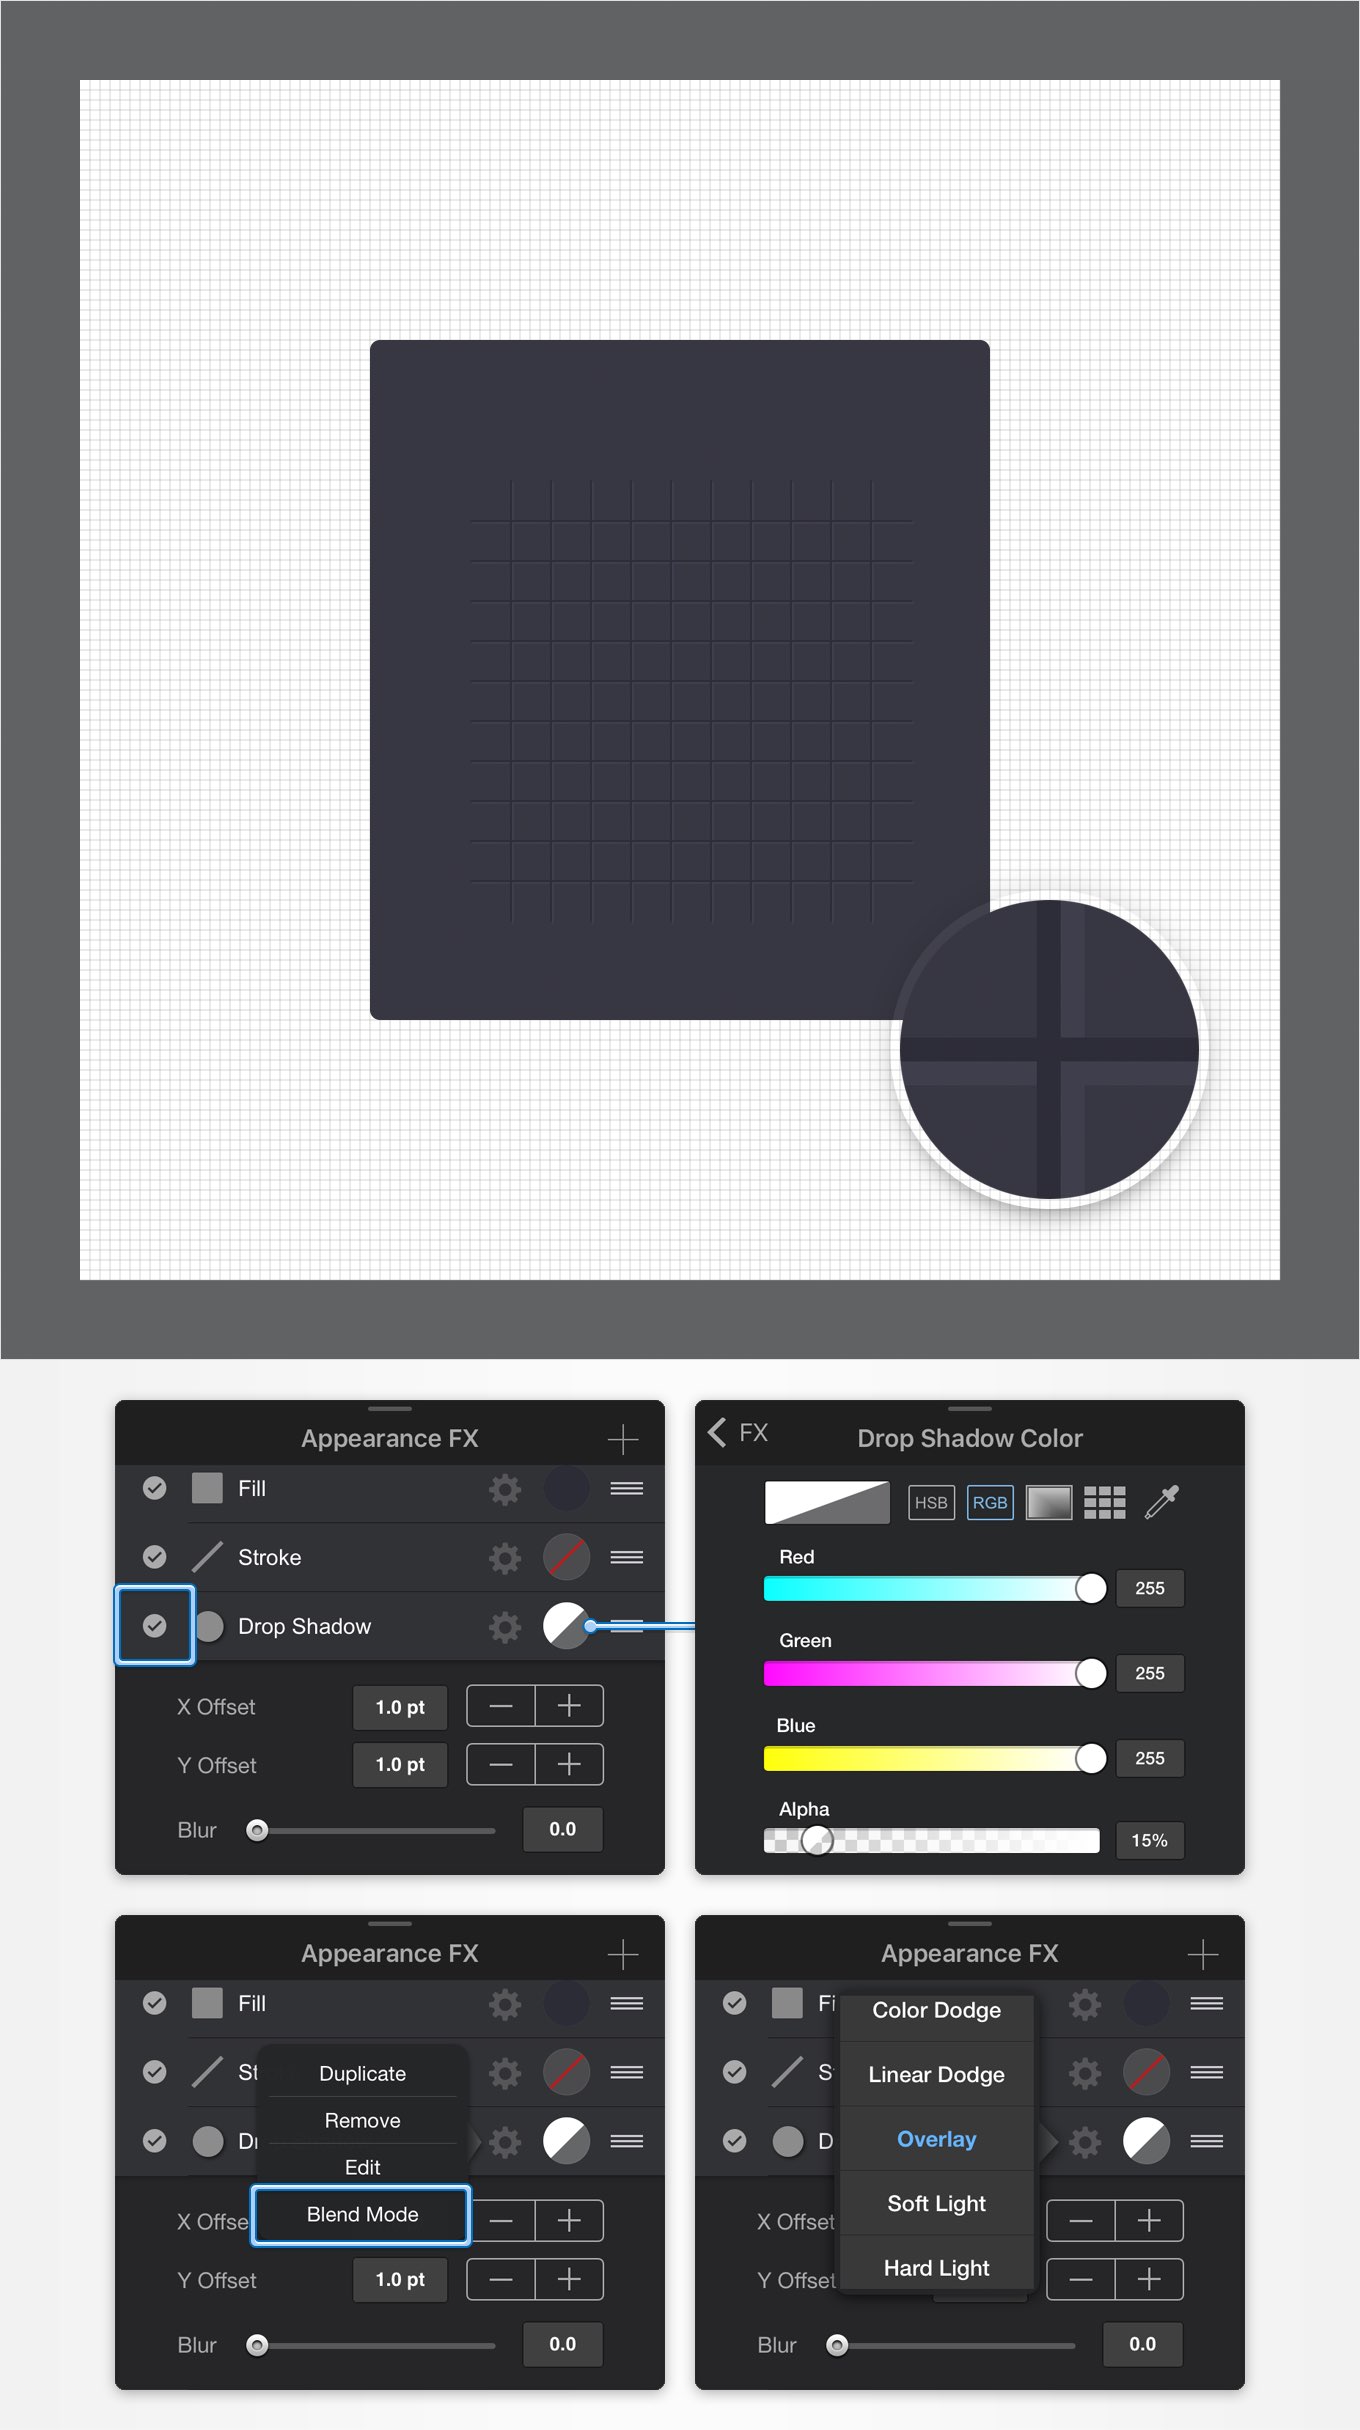 Appearance FX
Fill
Stroke
Drop Shadow
X Offset 1.0 pt
Y Offset 1.0 pt
Blur 0.0
FX Drop Shadow Color
HSB RGB
Red
255
Green
255
Blue
255
Alpha
15%
Appearance FX
Fill
St
Duplicate
Remove
Dr
Edit
Blend Mode
X Offse
Y Offset 1.0 pt
Blur 0.0
Appearance FX
Fi
Color Dodge
S
Linear Dodge
D
Overlay
Soft Light
X Offset
Hard Light
Y Offset
Blur 0.0